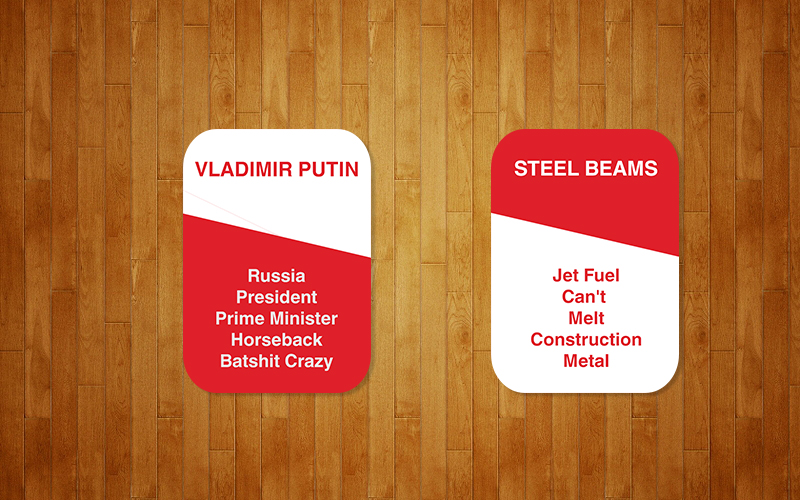 VLADIMIR PUTIN
Russia
President
Prime Minister
Horseback
Batshit Crazy
STEEL BEAMS
Jet Fuel
Can't
Melt
Construction
Metal